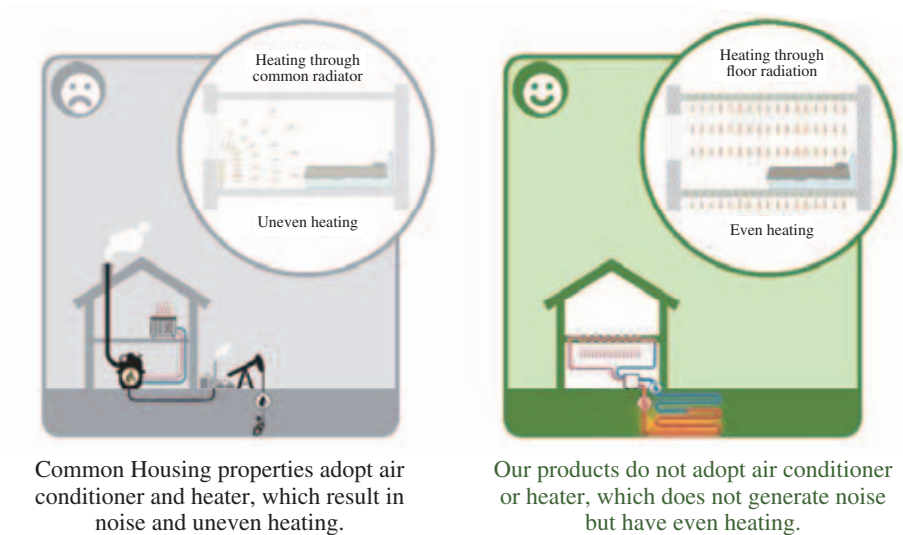 Heating through
common radiator
Uneven heating
Common Housing properties adopt air
conditioner and heater, which result in
noise and uneven heating.
Heating through
floor radiation
Even heating
Our products do not adopt air conditioner
or heater, which does not generate noise
but have even heating.